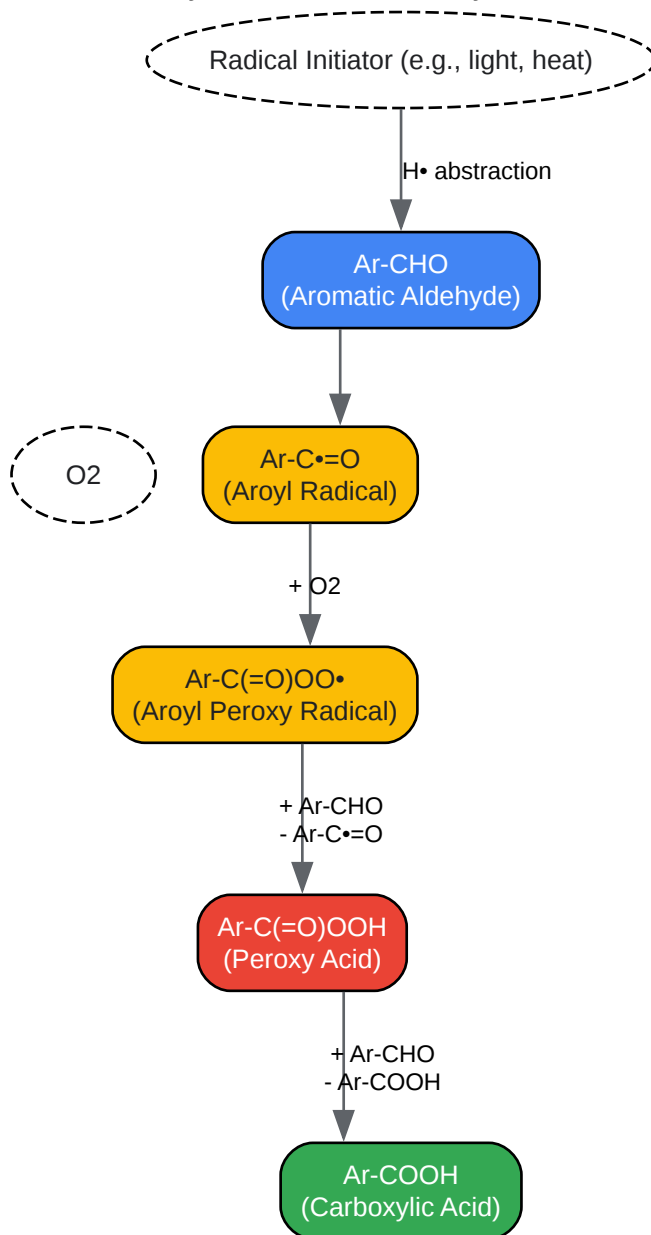 Radical Initiator (e.g., light, heat)
H• abstraction
Ar-CHO
(Aromatic Aldehyde)
O2
Ar-C•=O
(Aroyl Radical)
+ O2
Ar-C(=O)OO•
(Aroyl Peroxy Radical)
+ Ar-CHO
- Ar-C•=O
Ar-C(=O)OOH
(Peroxy Acid)
+ Ar-CHO
- Ar-COOH
Ar-COOH
(Carboxylic Acid)